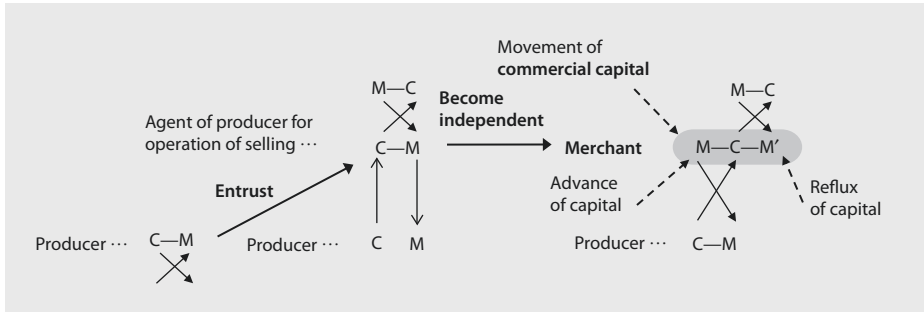 Movement of
commercial capital
M—C
M—C
Become
independent
Agent of producer for
operation of selling ···
C—M
Merchant
M—C—M′
Entrust
Advance
of capital
Reflux
of capital
Producer ···
C—M
Producer ···
C
M
Producer ···
C—M